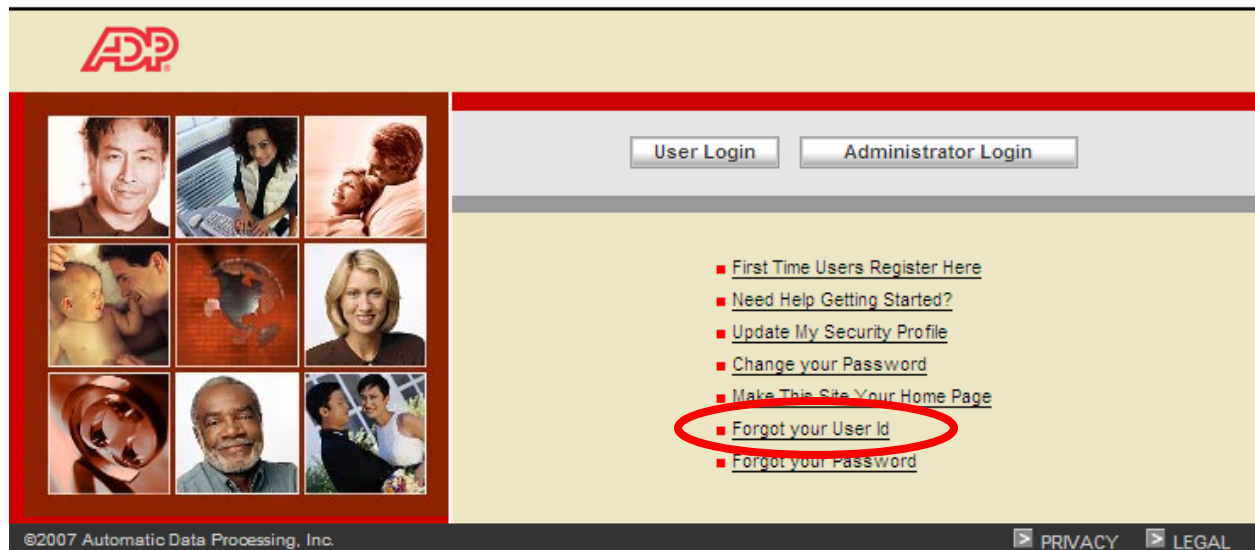 ADP
User Login
Administrator Login
First Time Users Register Here
Need Help Getting Started?
Update My Security Profile
Change your Password
Make This Site Your Home Page
Forgot your User Id
Forgot your Password
©2007 Automatic Data Processing, Inc.
PRIVACY
LEGAL